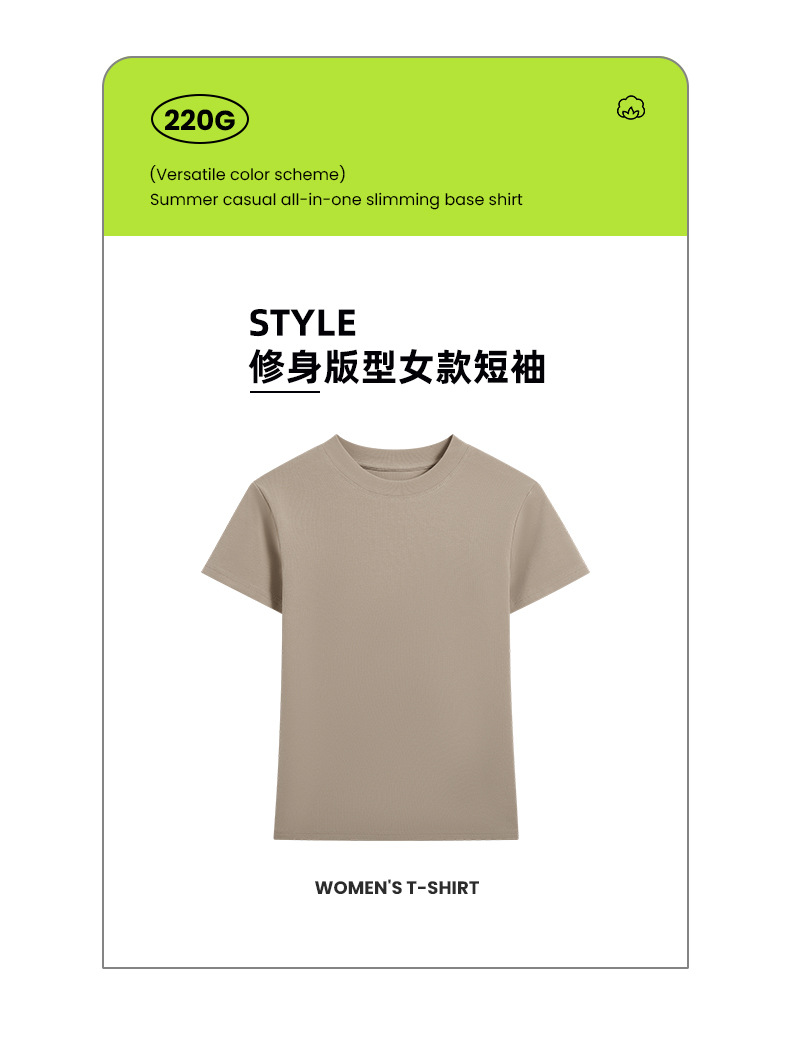 220G
(Versatile color scheme)
Summer casual all-in-one slimming base shirt
STYLE
修身版型女款短袖
WOMEN'S T-SHIRT